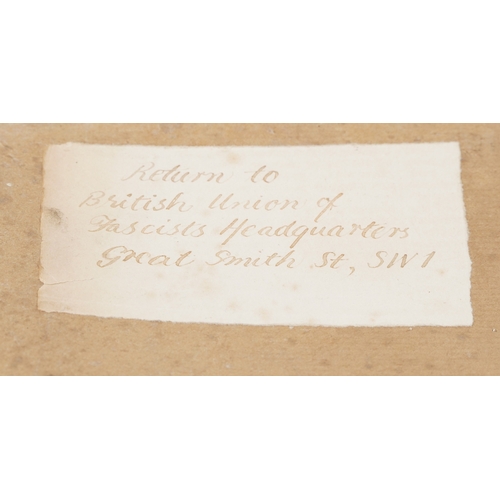 Return to
British Union of
Fascists Headquarters
Great Smith St, SW1